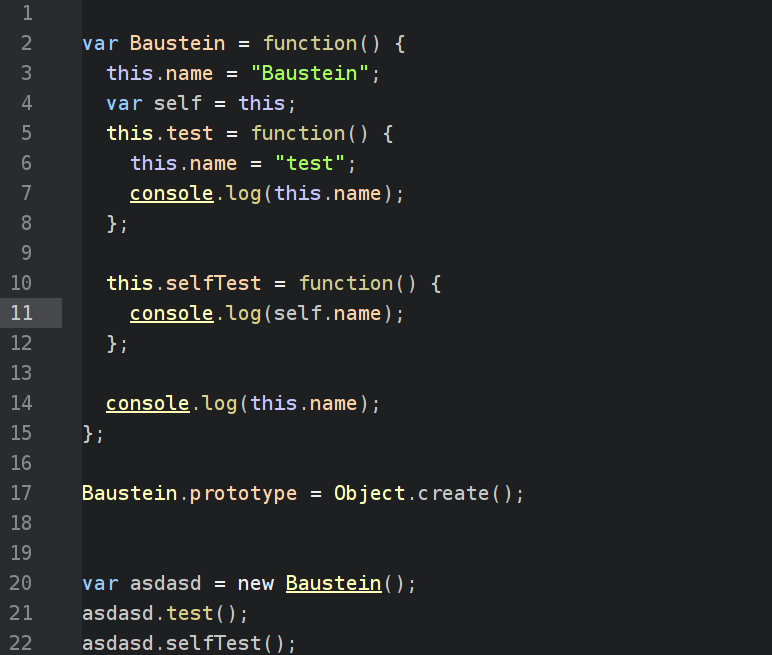 1
2 var Baustein = function() {
3   this.name = "Baustein";
4   var self = this;
5   this.test = function() {
6     this.name = "test";
7     console.log(this.name);
8   };
9
10   this.selfTest = function() {
11     console.log(self.name);
12   };
13
14   console.log(this.name);
15 };
16
17 Baustein.prototype = Object.create();
18
19
20 var asdasd = new Baustein();
21 asdasd.test();
22 asdasd.selfTest();